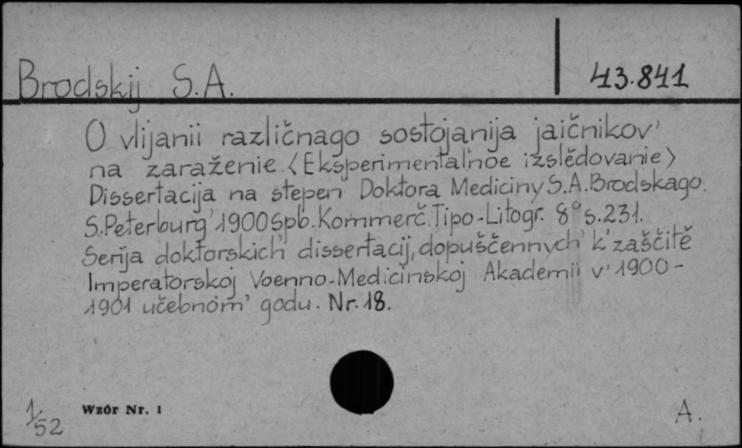 Brodskij S.A.
43.841
O vlijanii različnago sostojanija jaičnikov'
na zaraženie. <Eksperimental'noe izslědovanie>
Dissertacija na stepen' Doktora Mediciny S.A.Brodskago.
S.Peterburg' 1900 Spb. Kommerč. Tipo-Litogr. 8° s.231.
Serija doktorskich' dissertacij, dopuščennych' k' zaščitě
Imperatorskoj Voenno-Medicinskoj Akademii v' 1900-
1901 učebnom' godu. Nr. 18.
1/52
Wzór Nr. 1
A.